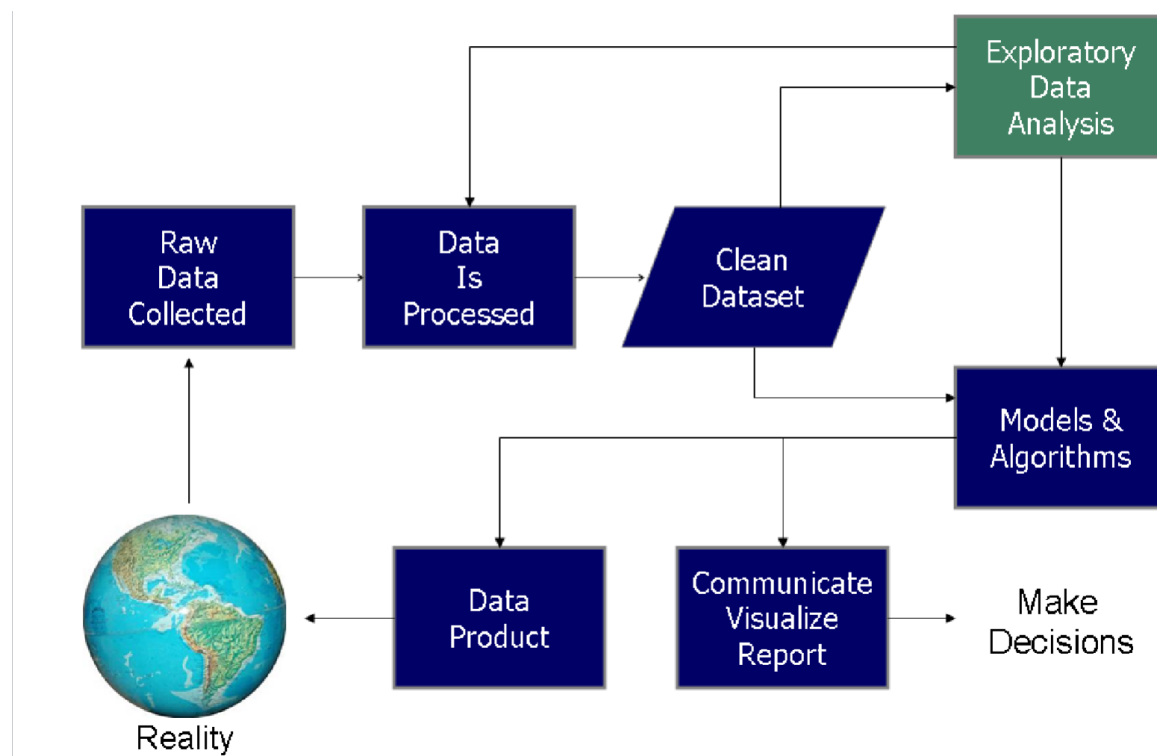 Exploratory
Data
Analysis
Raw
Data
Collected
Data
Is
Processed
Clean
Dataset
Models &
Algorithms
Data
Product
Communicate
Visualize
Report
Make
Decisions
Reality